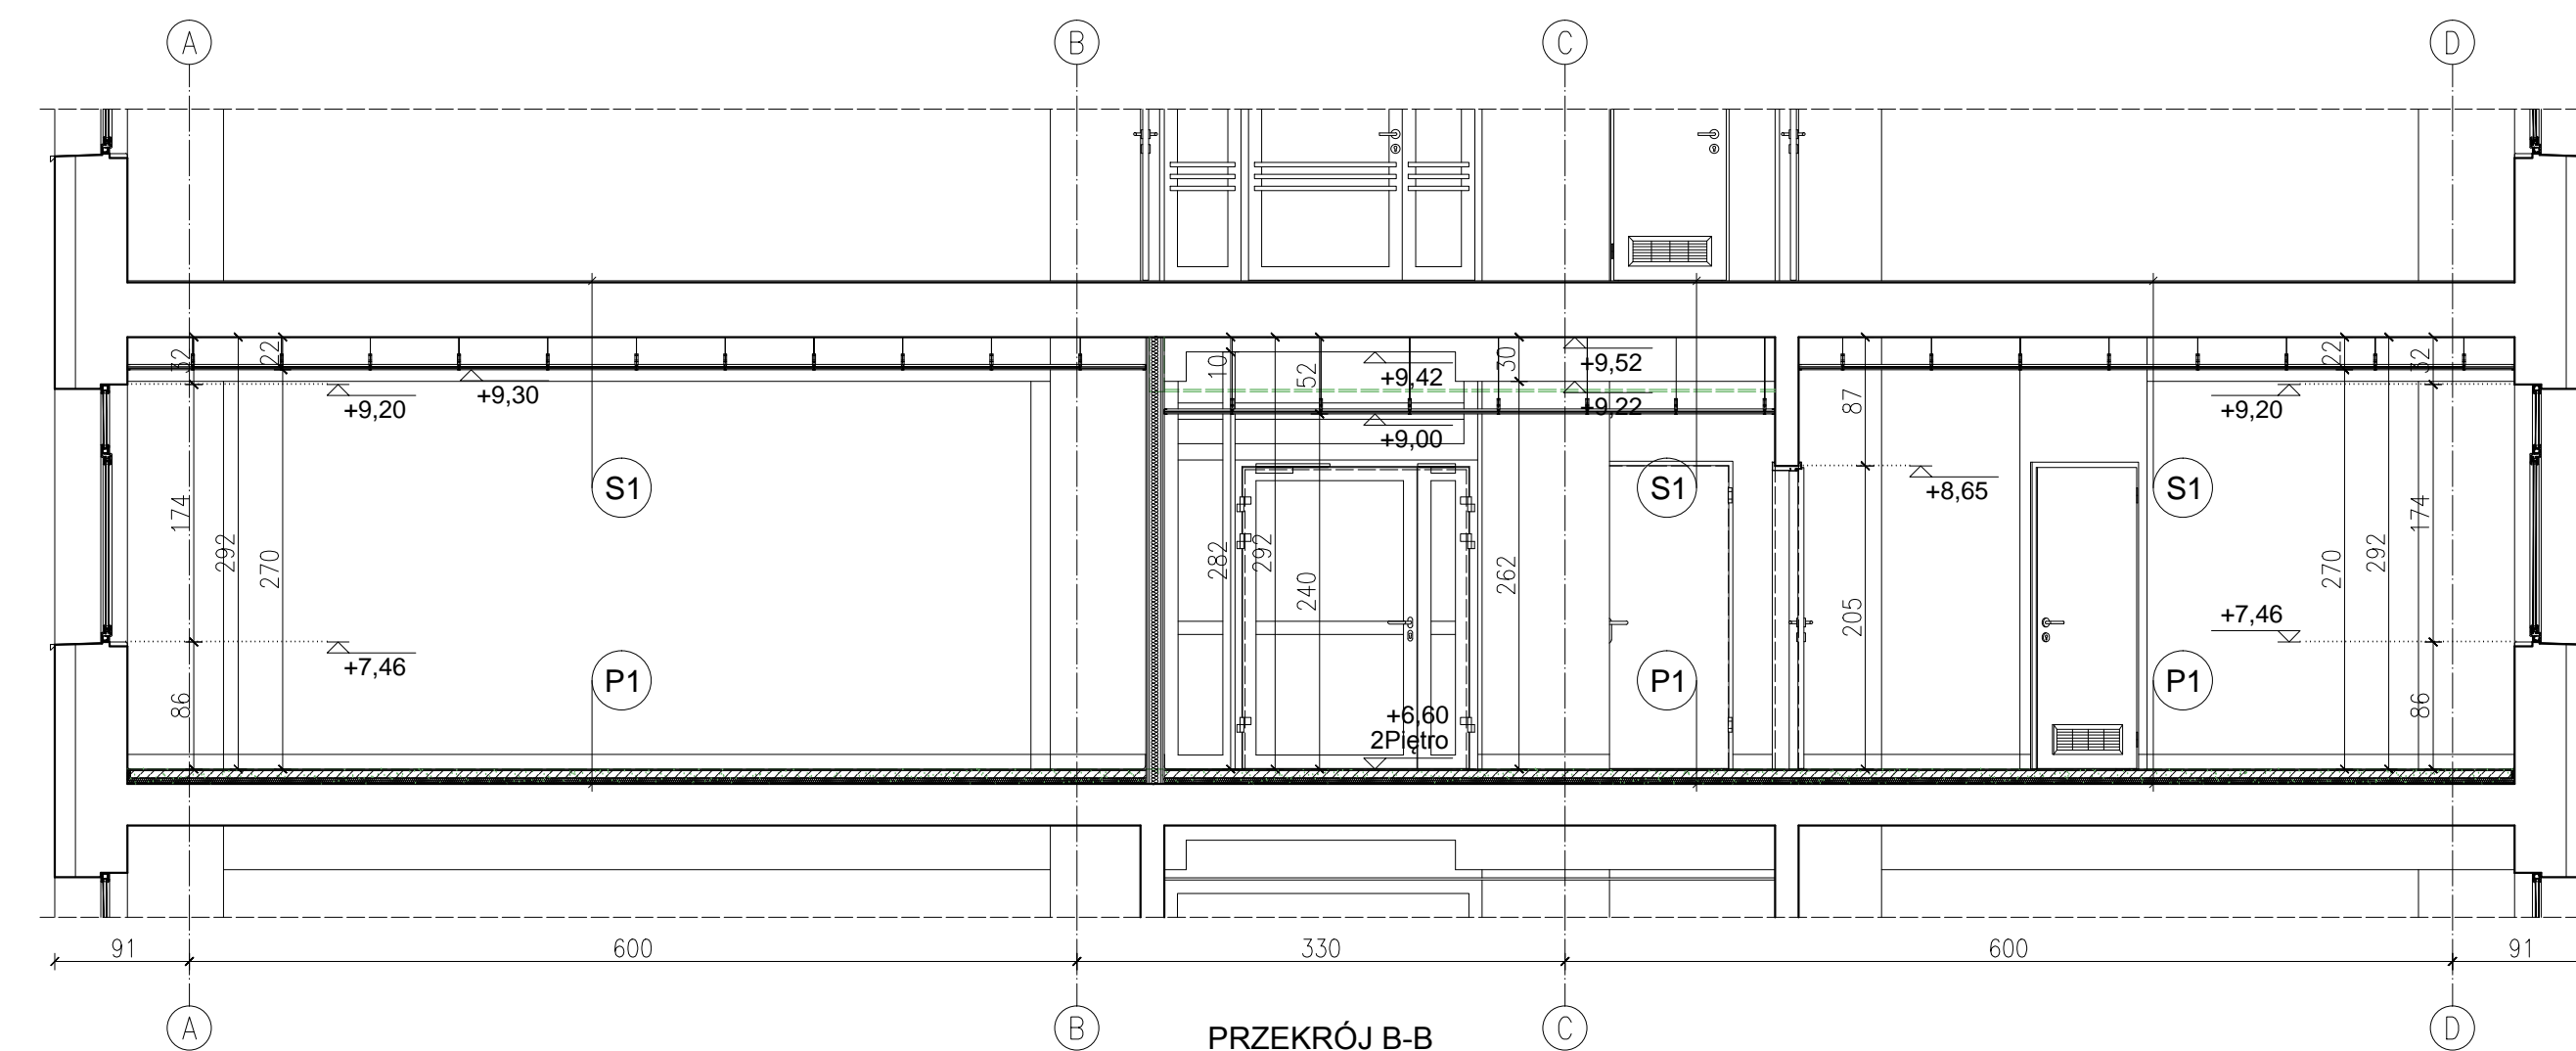 A B C D
32 22 10 52 30 +9,52 22 32
+9,42
+9,30 +9,22 87
+9,20 +9,20
+9,00
S1 S1 +8,65 S1
174 292 270 282 292 240 262 205 270 292 174
+7,46 +7,46
P1 P1 P1
86 +6,60 86
2Piętro
91 600 330 600 91
A B C D
PRZEKRÓJ B-B